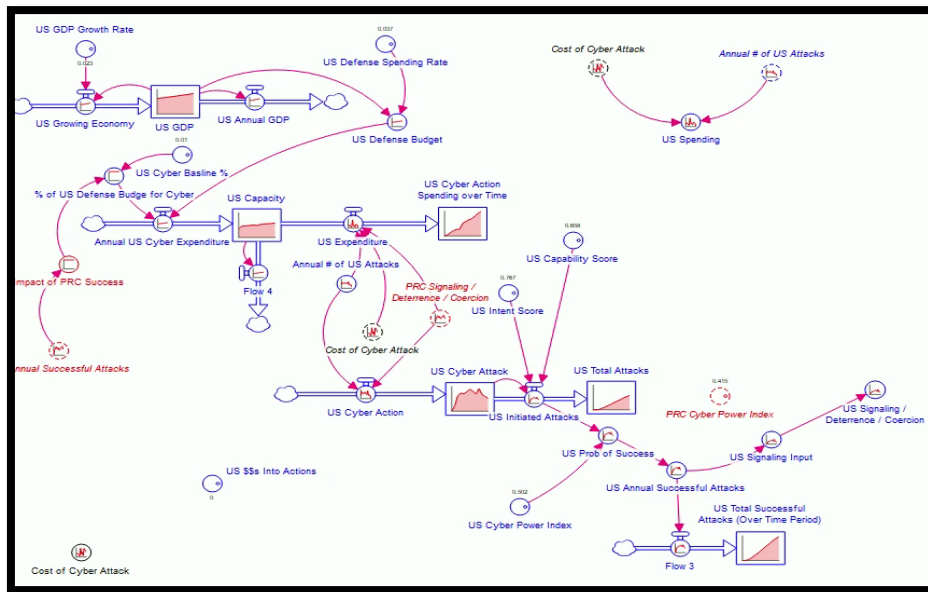 US GDP Growth Rate
0.023
US Growing Economy
US GDP
US Annual GDP
0.037
US Defense Spending Rate
US Defense Budget
Cost of Cyber Attack
Annual # of US Attacks
US Spending
0.01
US Cyber Basline %
% of US Defense Budge for Cyber
US Capacity
US Cyber Action
Spending over Time
Annual US Cyber Expenditure
US Expenditure
Flow 4
Annual # of US Attacks
PRC Signaling /
Deterrence / Coercion
Cost of Cyber Attack
mpact of PRC Success
nnual Successful Attacks
US Capability Score
0.767
US Intent Score
US Cyber Action
US Cyber Attack
US Initiated Attacks
US Total Attacks
0.415
PRC Cyber Power Index
US Signaling /
Deterrence / Coercion
US Prob of Success
US Signaling Input
US Annual Successful Attacks
US $$s Into Actions
0
0.502
US Cyber Power Index
US Total Successful
Attacks (Over Time Period)
Flow 3
Cost of Cyber Attack